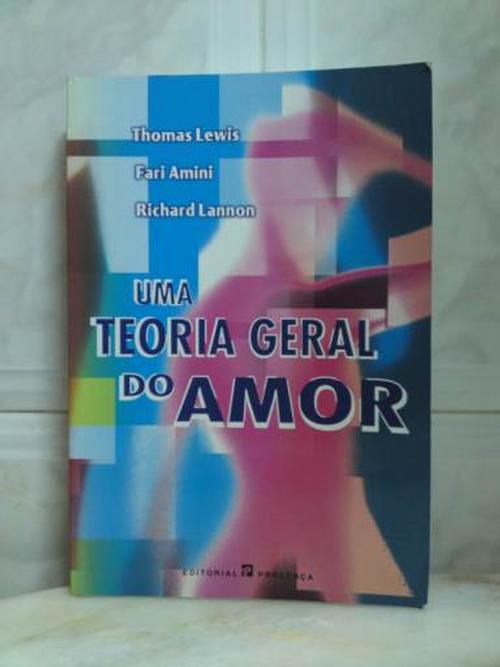 Thomas Lewis
Fari Amini
Richard Lannon
UMA
TEORIA GERAL
DO AMOR
EDITORIAL PRESENÇA